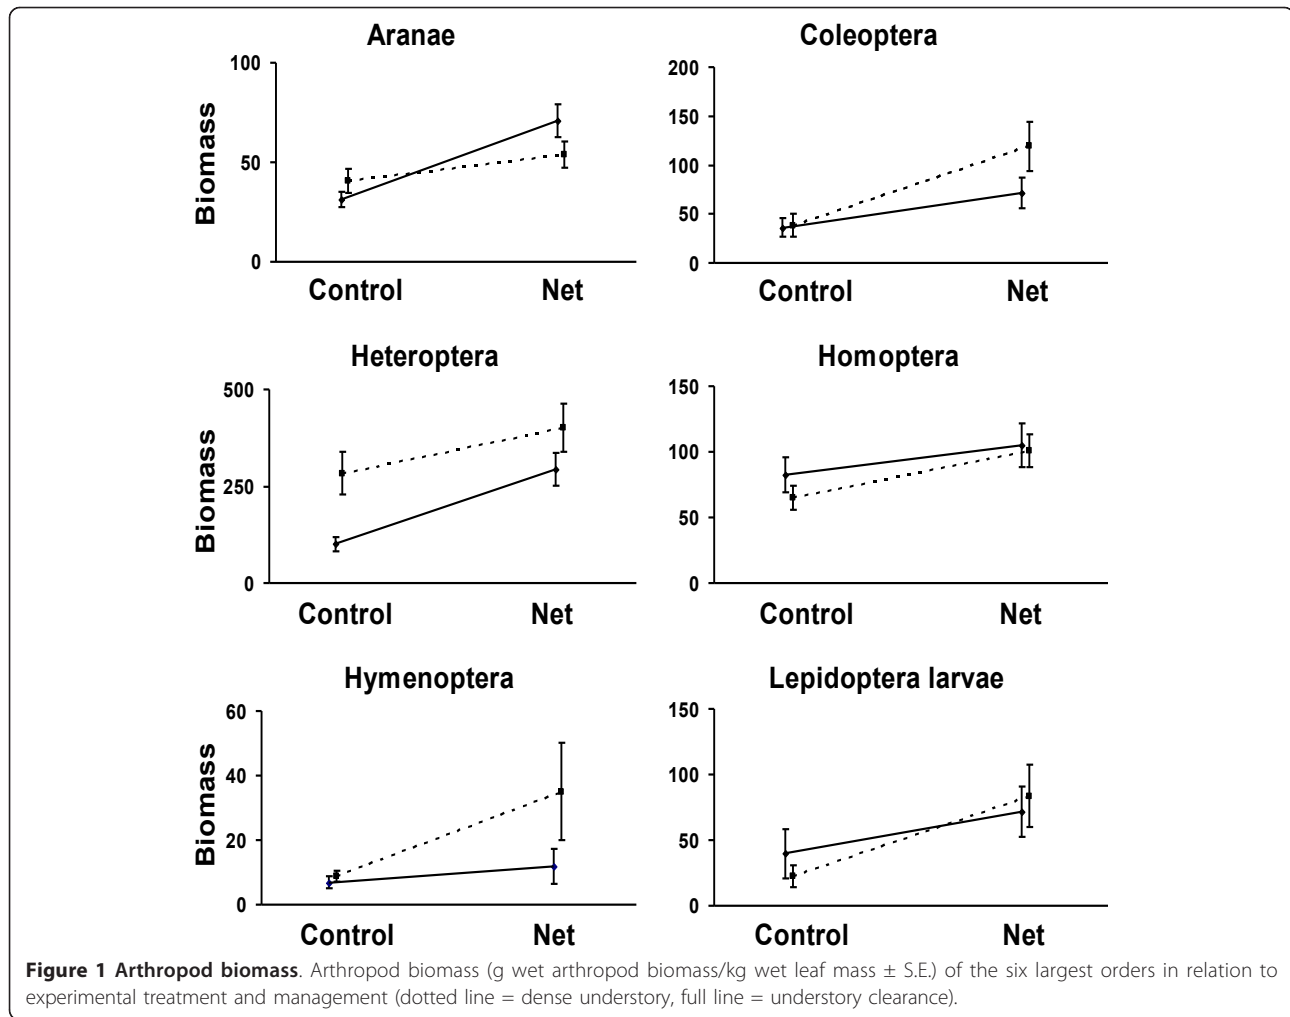 Aranae
Coleoptera
Biomass
100
50
0
Control
Net
200
150
100
50
0
Control
Net
Heteroptera
Homoptera
Biomass
500
250
0
Control
Net
150
100
50
0
Control
Net
Hymenoptera
Lepidoptera larvae
Biomass
60
40
20
0
Control
Net
150
100
50
0
Control
Net
Figure 1 Arthropod biomass. Arthropod biomass (g wet arthropod biomass/kg wet leaf mass ± S.E.) of the six largest orders in relation to
experimental treatment and management (dotted line = dense understory, full line = understory clearance).